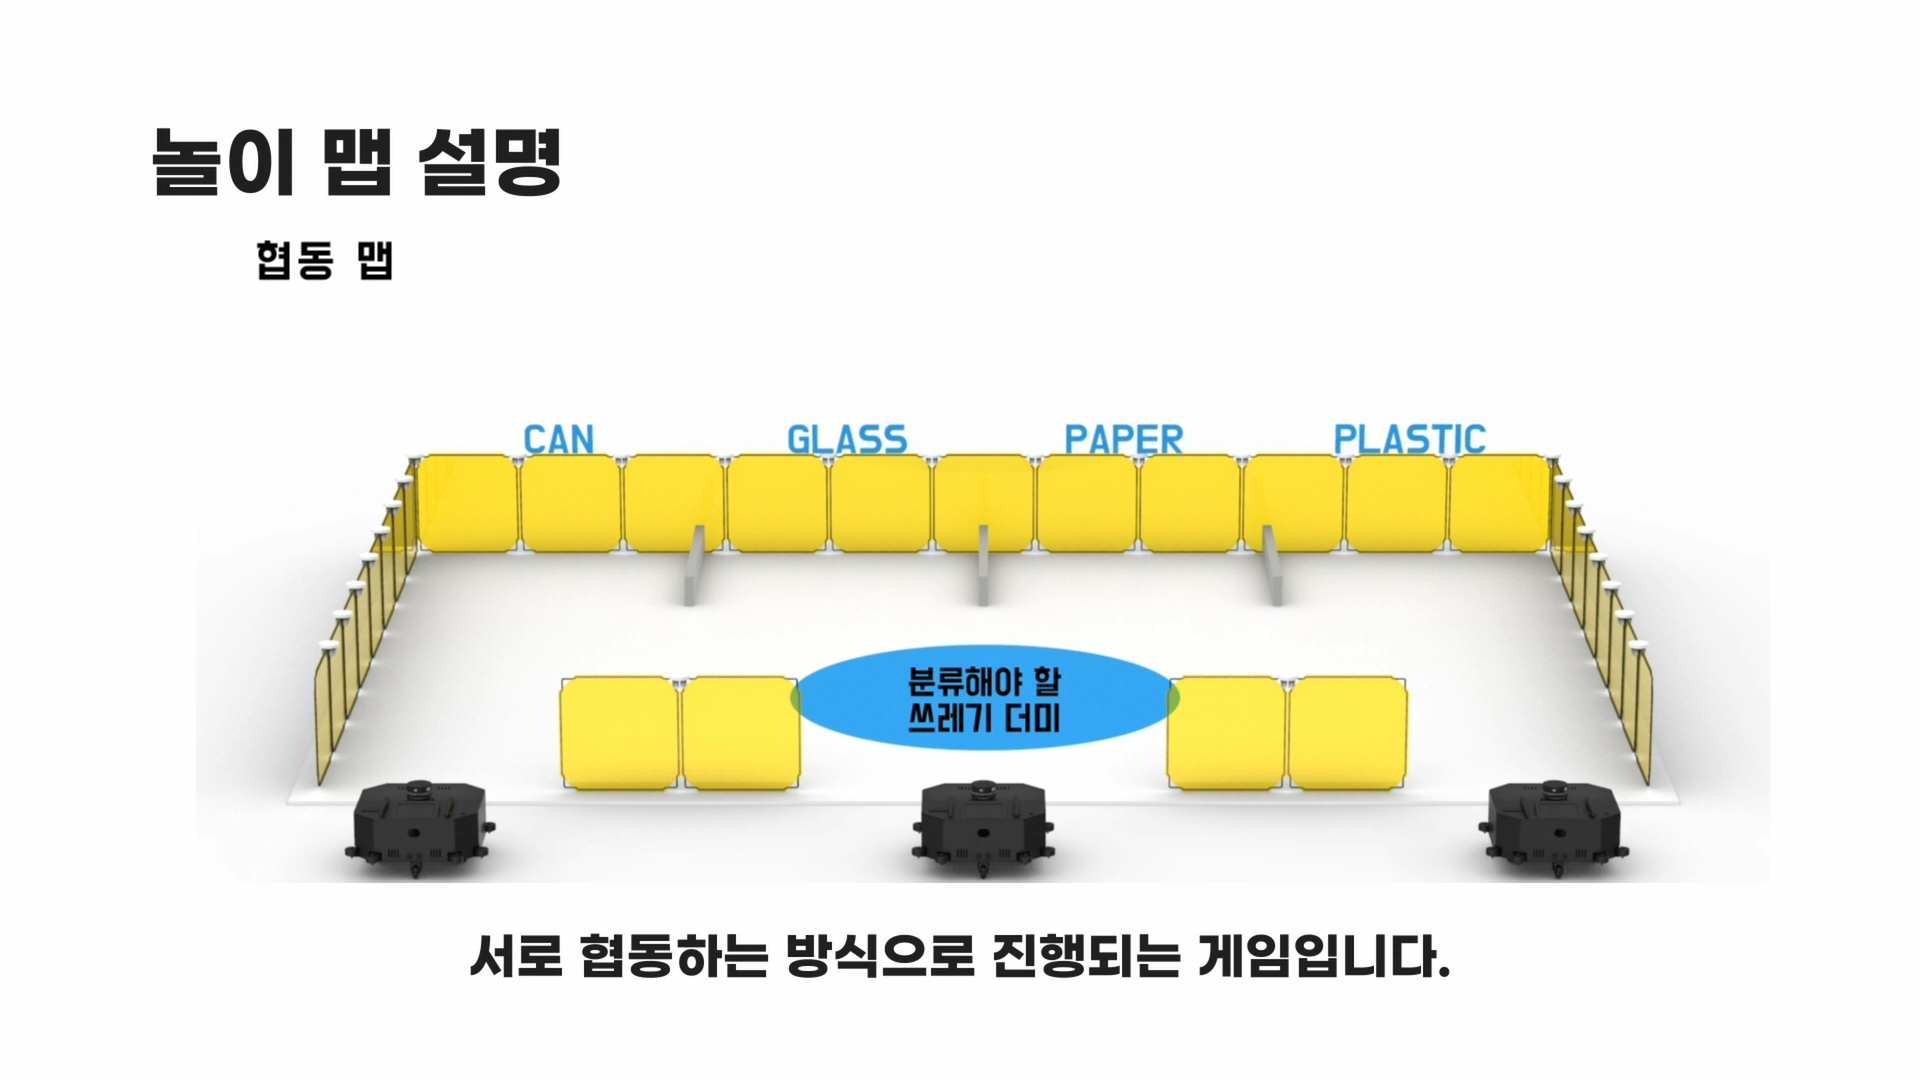 놀이 맵 설명
협동 맵
CAN GLASS PAPER PLASTIC
분류해야 할
쓰레기 더미
서로 협동하는 방식으로 진행되는 게임입니다.